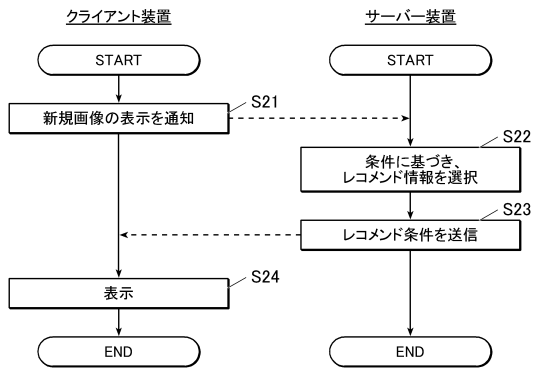 クライアント装置
サーバー装置
START
START
新規画像の表示を通知
S21
条件に基づき、
レコメンド情報を選択
S22
レコメンド条件を送信
S23
表示
S24
END
END